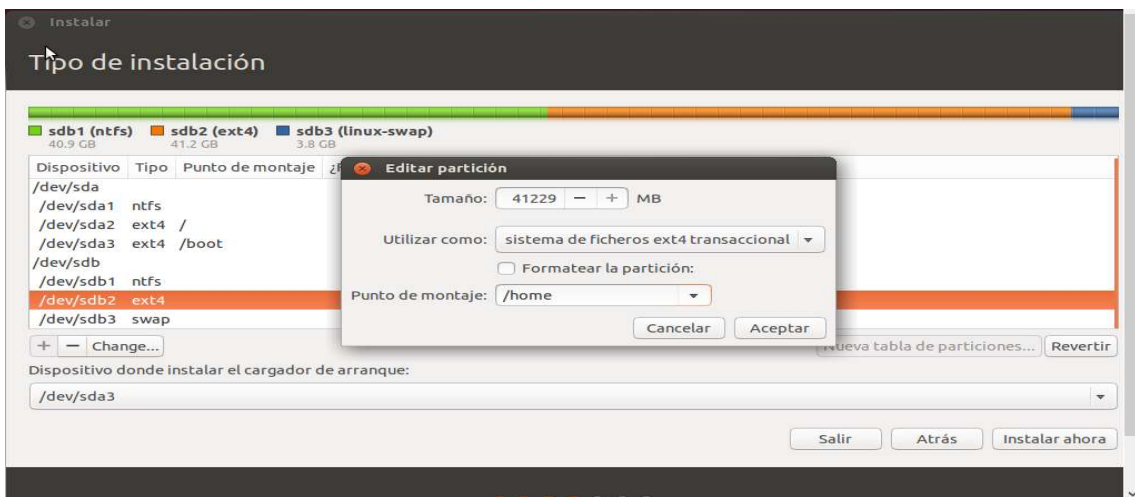 Instalar
Tipo de instalación
sdb1 (ntfs) sdb2 (ext4) sdb3 (linux-swap)
40.9 GB 41.2 GB 3.8 GB
Dispositivo Tipo Punto de montaje
Editar partición
Tamaño: 41229 − + MB
Utilizar como: sistema de ficheros ext4 transaccional
Formatear la partición:
Punto de montaje: /home
Cancelar Aceptar
/dev/sda
/dev/sda1 ntfs
/dev/sda2 ext4 /
/dev/sda3 ext4 /boot
/dev/sdb
/dev/sdb1 ntfs
/dev/sdb2 ext4
/dev/sdb3 swap
+ − Change... Nueva tabla de particiones... Revertir
Dispositivo donde instalar el cargador de arranque:
/dev/sda3
Salir Atrás Instalar ahora